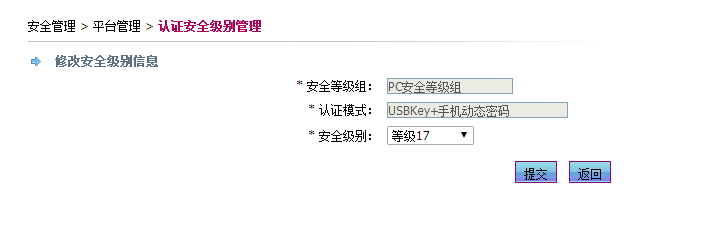 安全管理 > 平台管理 > 认证安全级别管理
修改安全级别信息
* 安全等级组： PC安全等级组
* 认证模式： USBKey+手机动态密码
* 安全级别： 等级17
提交 返回